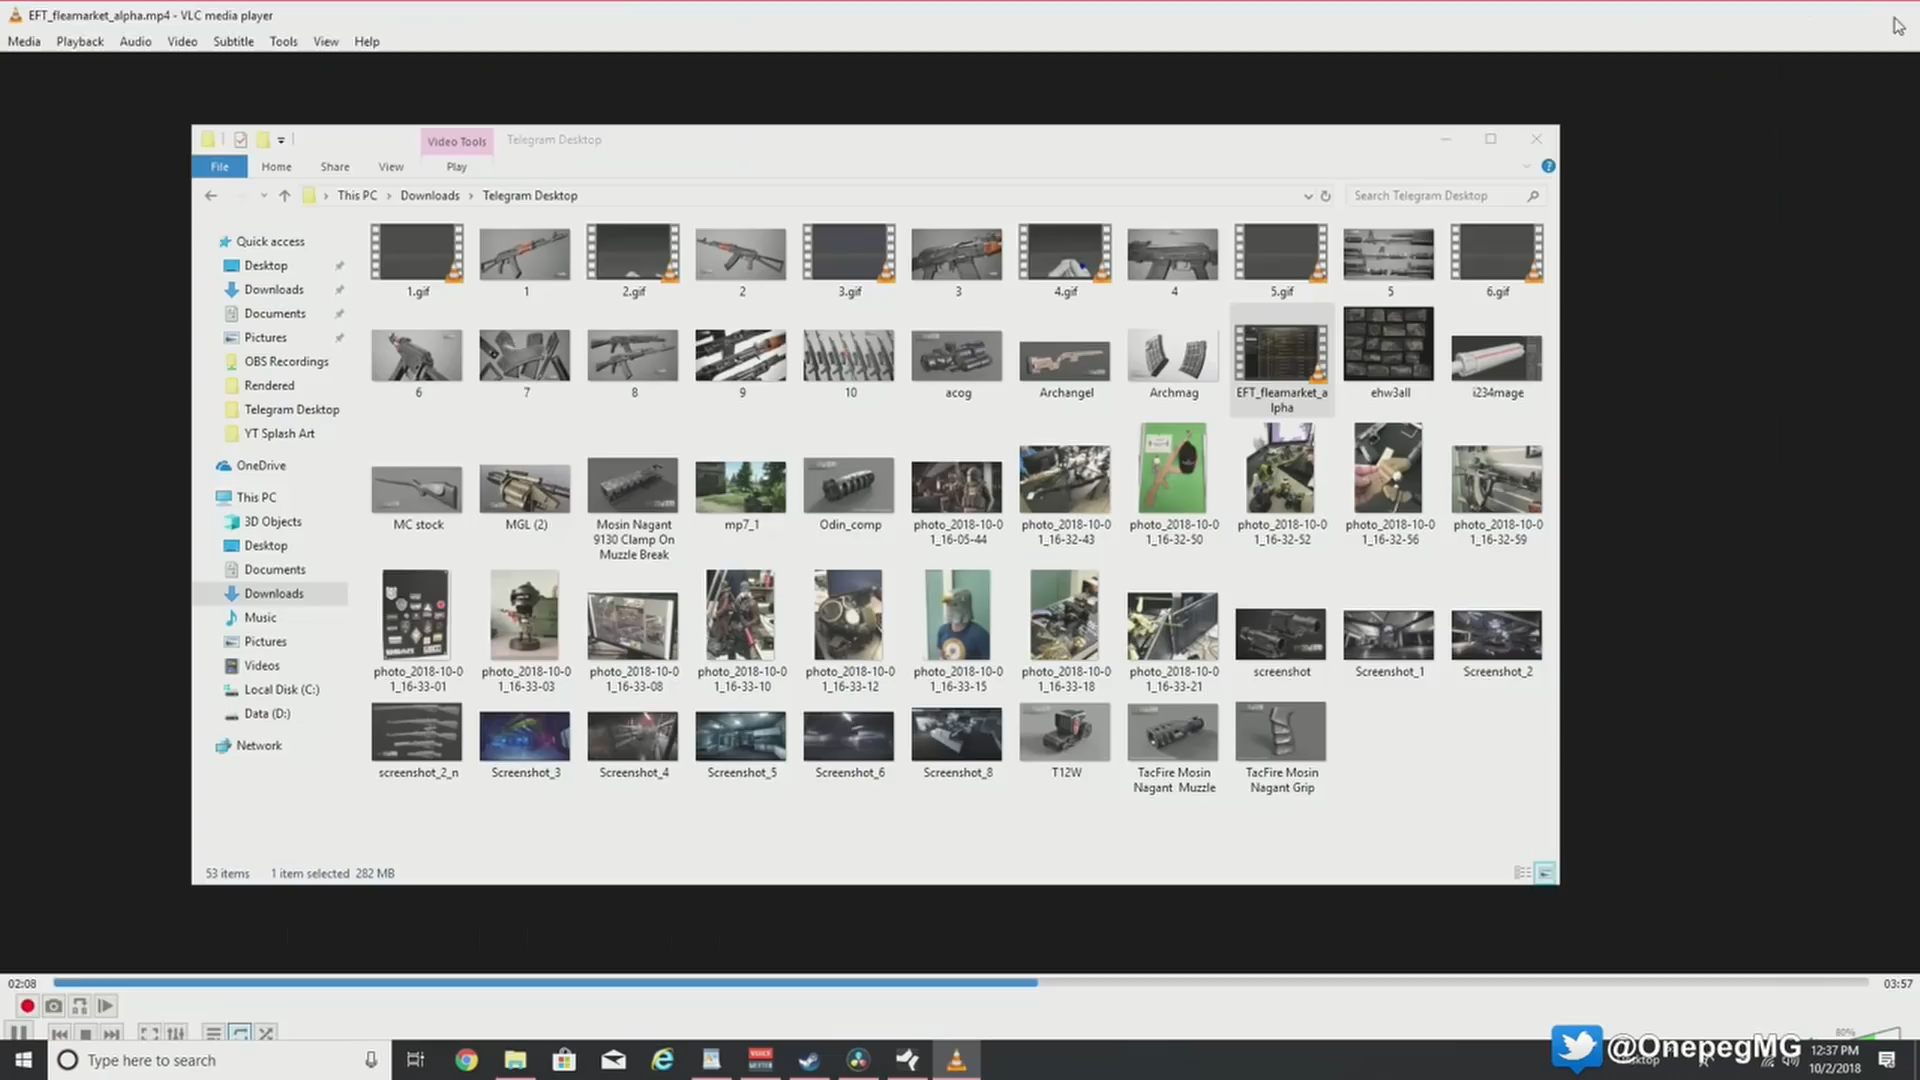 EFT_fleamarket_alpha.mp4 - VLC media player
Media Playback Audio Video Subtitle Tools View Help
Video Tools Telegram Desktop
File Home Share View Play
This PC > Downloads > Telegram Desktop
Search Telegram Desktop
Quick access
Desktop
Downloads
Documents
Pictures
OBS Recordings
Rendered
Telegram Desktop
YT Splash Art
OneDrive
This PC
3D Objects
Desktop
Documents
Downloads
Music
Pictures
Videos
Local Disk (C:)
Data (D:)
Network
1.gif 1 2.gif 2 3.gif 3 4.gif 4 5.gif 5 6.gif
6 7 8 9 10 acog Archangel Archmag EFT_fleamarket_a ehw3all i234mage
lpha
MC stock MGL (2) Mosin Nagant mp7_1 Odin_comp photo_2018-10-0 photo_2018-10-0 photo_2018-10-0 photo_2018-10-0 photo_2018-10-0 photo_2018-10-0
9130 Clamp On 1_16-05-44 1_16-32-43 1_16-32-50 1_16-32-52 1_16-32-56 1_16-32-59
Muzzle Break
photo_2018-10-0 photo_2018-10-0 photo_2018-10-0 photo_2018-10-0 photo_2018-10-0 photo_2018-10-0 photo_2018-10-0 photo_2018-10-0 screenshot Screenshot_1 Screenshot_2
1_16-33-01 1_16-33-03 1_16-33-08 1_16-33-10 1_16-33-12 1_16-33-15 1_16-33-18 1_16-33-21
screenshot_2_n Screenshot_3 Screenshot_4 Screenshot_5 Screenshot_6 Screenshot_8 T12W TacFire Mosin TacFire Mosin
Nagant Muzzle Nagant Grip
53 items 1 item selected 282 MB
02:08 03:57
80%
Type here to search
@OnepegMG
12:37 PM
10/2/2018